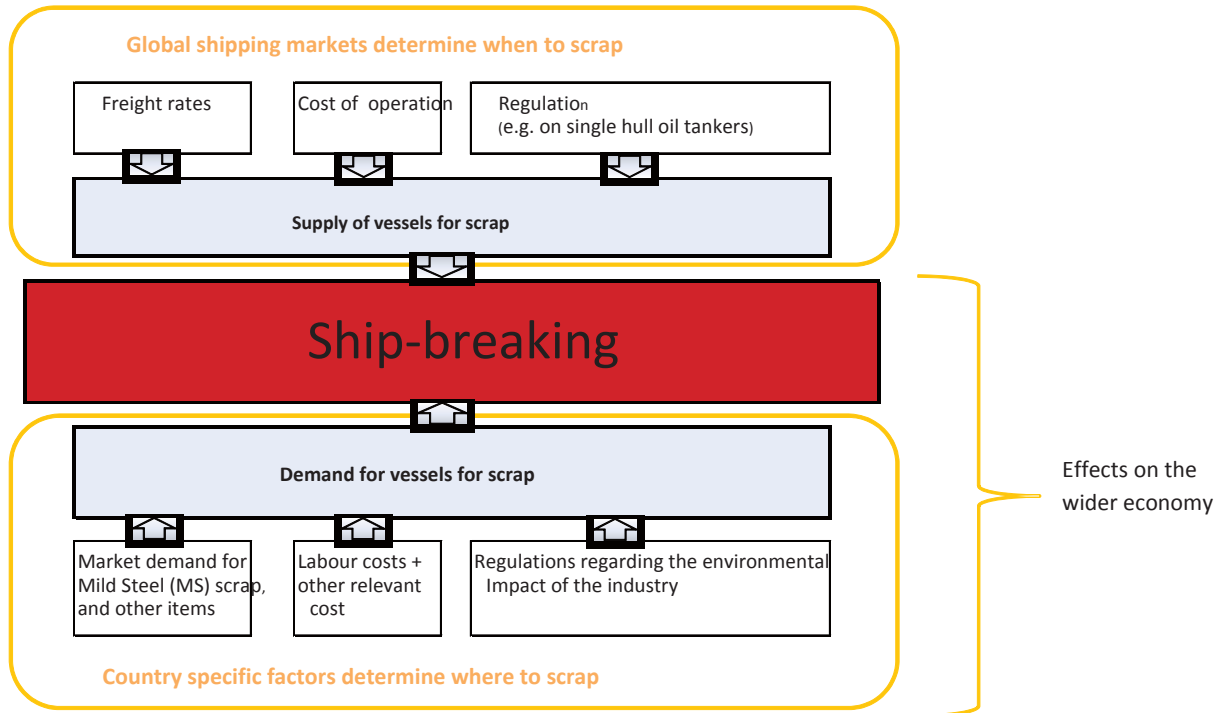 Global shipping markets determine when to scrap
Freight rates
Cost of operation
Regulation
(e.g. on single hull oil tankers)
Supply of vessels for scrap
Ship-breaking
Demand for vessels for scrap
Effects on the
wider economy
Market demand for
Mild Steel (MS) scrap,
and other items
Labour costs +
other relevant
cost
Regulations regarding the environmental
Impact of the industry
Country specific factors determine where to scrap